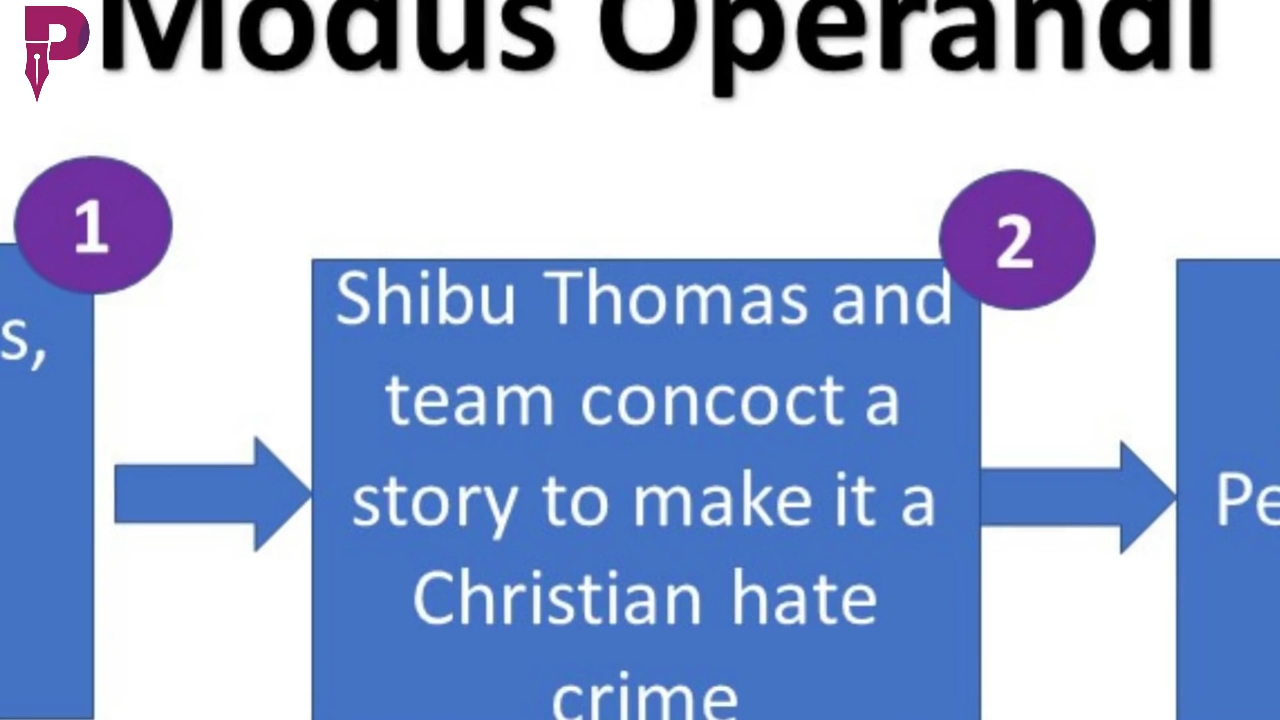 Modus Operandi
1
2
s,
Shibu Thomas and
team concoct a
story to make it a
Christian hate
crime
Pe